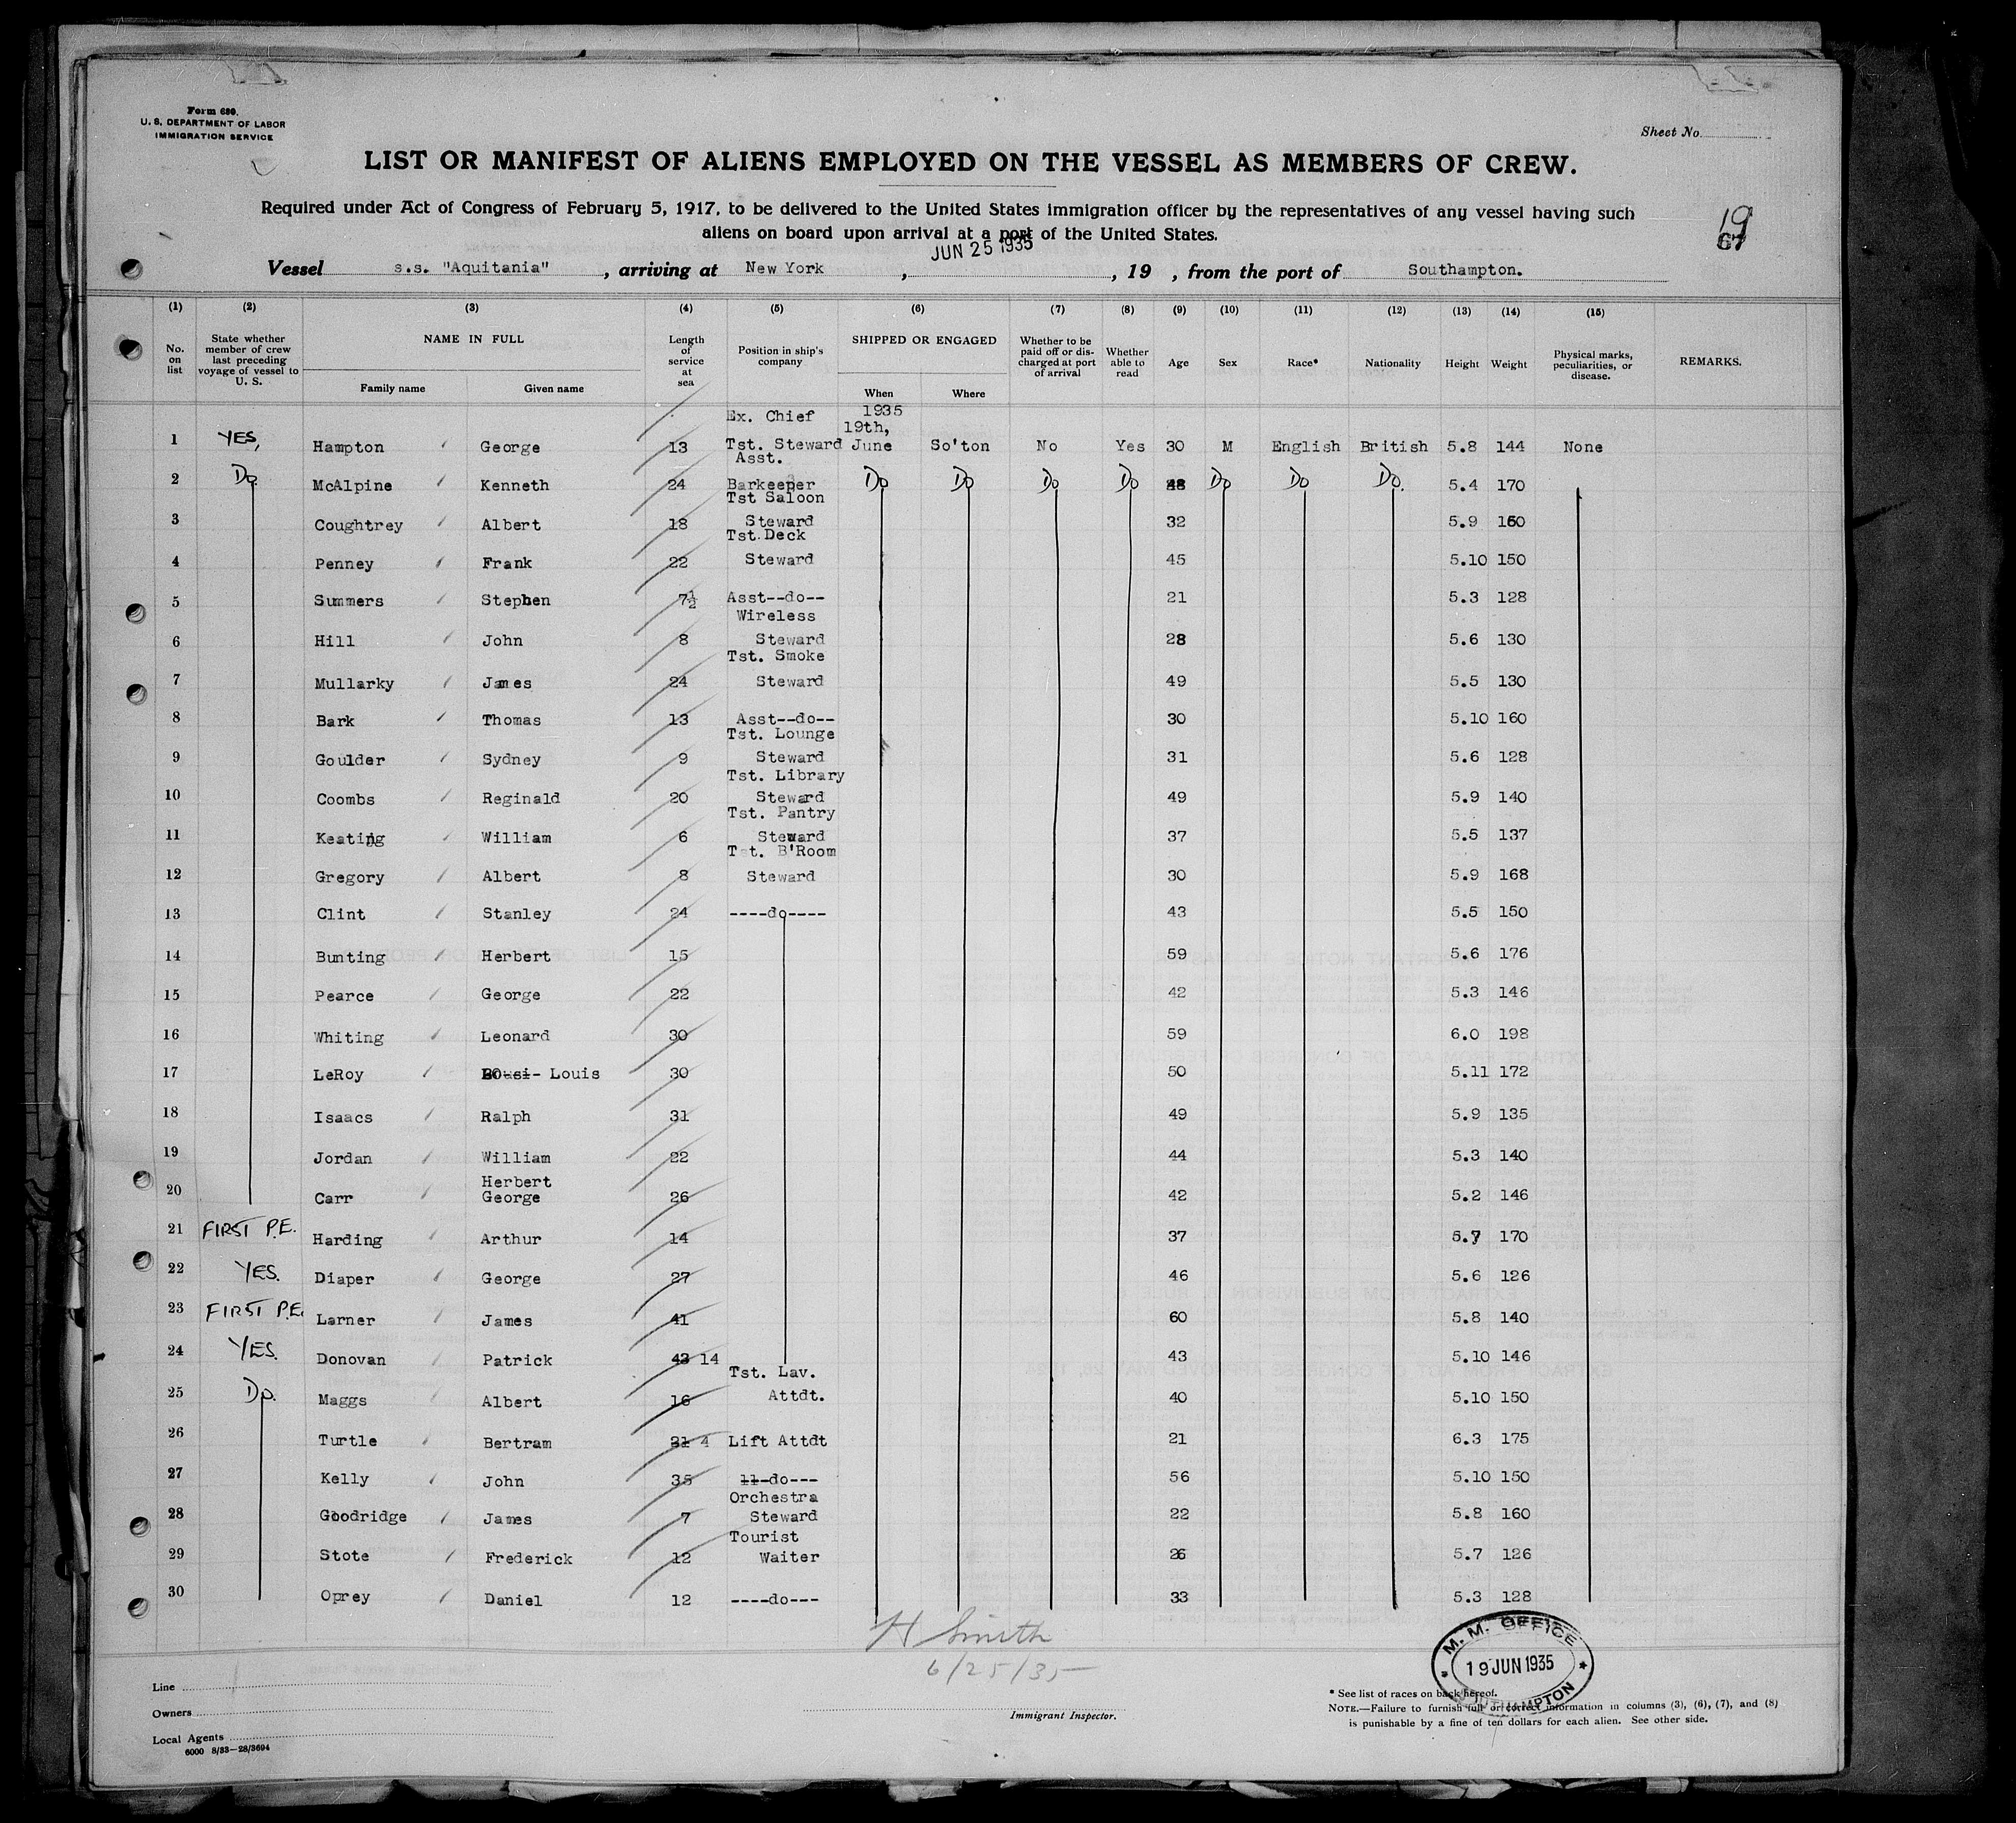 Form 680,
U. S. DEPARTMENT OF LABOR
IMMIGRATION SERVICE
Sheet No.
LIST OR MANIFEST OF ALIENS EMPLOYED ON THE VESSEL AS MEMBERS OF CREW.
Required under Act of Congress of February 5, 1917, to be delivered to the United States immigration officer by the representatives of any vessel having such
aliens on board upon arrival at a port of the United States.
19
67
JUN 25 1935
Vessel s.s. "Aquitania" , arriving at New York , , 19 , from the port of Southampton.
(1) (2) (3) (4) (5) (6) (7) (8) (9) (10) (11) (12) (13) (14) (15)
No. on list
State whether member of crew last preceding voyage of vessel to U. S.
NAME IN FULL
Family name Given name
Length of service at sea
Position in ship's company
SHIPPED OR ENGAGED
When Where
Whether to be paid off or discharged at port of arrival
Whether able to read
Age Sex Race* Nationality Height Weight
Physical marks, peculiarities, or disease.
REMARKS.
Ex. Chief 1935
19th,
1 YES, Hampton George 13 Tst. Steward June So'ton No Yes 30 M English British 5.8 144 None
Asst.
2 Do McAlpine Kenneth 24 Barkeeper Do Do Do Do 48 Do Do Do. 5.4 170
Tst Saloon
3 Coughtrey Albert 18 Steward 32 5.9 160
Tst.Deck
4 Penney Frank 22 Steward 45 5.10 150
5 Summers Stephen 7½ Asst--do-- 21 5.3 128
Wireless
6 Hill John 8 Steward 28 5.6 130
Tst. Smoke
7 Mullarky James 24 Steward 49 5.5 130
8 Bark Thomas 13 Asst--do-- 30 5.10 160
Tst. Lounge
9 Goulder Sydney 9 Steward 31 5.6 128
Tst. Library
10 Coombs Reginald 20 Steward 49 5.9 140
Tst. Pantry
11 Keating William 6 Steward 37 5.5 137
Tst. B'Room
12 Gregory Albert 8 Steward 30 5.9 168
13 Clint Stanley 24 ----do---- 43 5.5 150
14 Bunting Herbert 15 59 5.6 176
15 Pearce George 22 42 5.3 146
16 Whiting Leonard 30 59 6.0 198
17 LeRoy Louis 30 50 5.11 172
18 Isaacs Ralph 31 49 5.9 135
19 Jordan William 22 44 5.3 140
Herbert
20 Carr George 26 42 5.2 146
21 FIRST P.E. Harding Arthur 14 37 5.7 170
22 YES. Diaper George 27 46 5.6 126
23 FIRST P.E. Larner James 41 60 5.8 140
24 YES. Donovan Patrick 43 14 43 5.10 146
Tst. Lav.
25 Do. Maggs Albert 16 Attdt. 40 5.10 150
26 Turtle Bertram 21 4 Lift Attdt 21 6.3 175
27 Kelly John 35 11-do--- 56 5.10 150
Orchestra
28 Goodridge James 7 Steward 22 5.8 160
Tourist
29 Stote Frederick 12 Waiter 26 5.7 126
30 Oprey Daniel 12 ----do--- 33 5.3 128
H Smith
6/25/35
Line
Owners
Local Agents
6000 8/33—28/3694
Immigrant Inspector.
M. M. OFFICE
19 JUN 1935
SOUTHAMPTON
* See list of races on back hereof.
NOTE.—Failure to furnish full or correct information in columns (3), (6), (7), and (8)
is punishable by a fine of ten dollars for each alien. See other side.